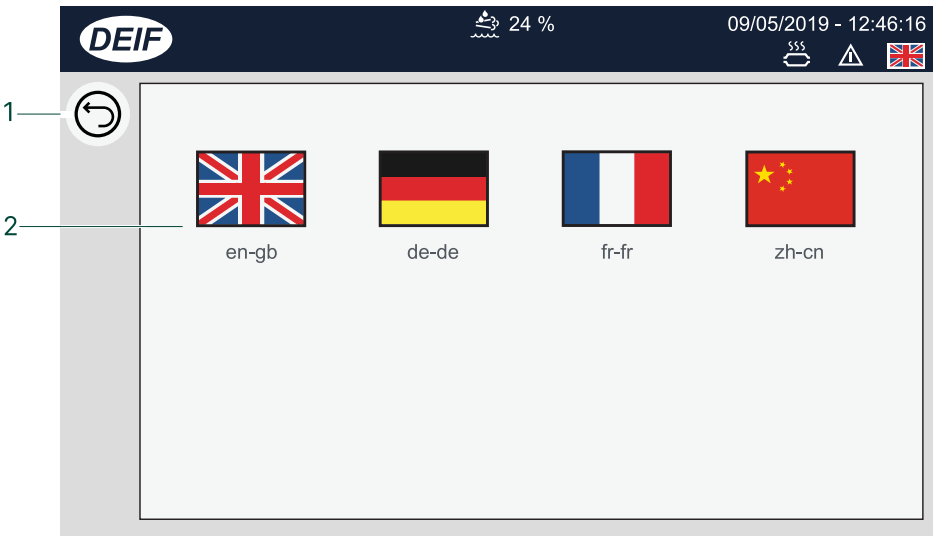 DEIF
24 %
09/05/2019 - 12:46:16
1
2
en-gb
de-de
fr-fr
zh-cn